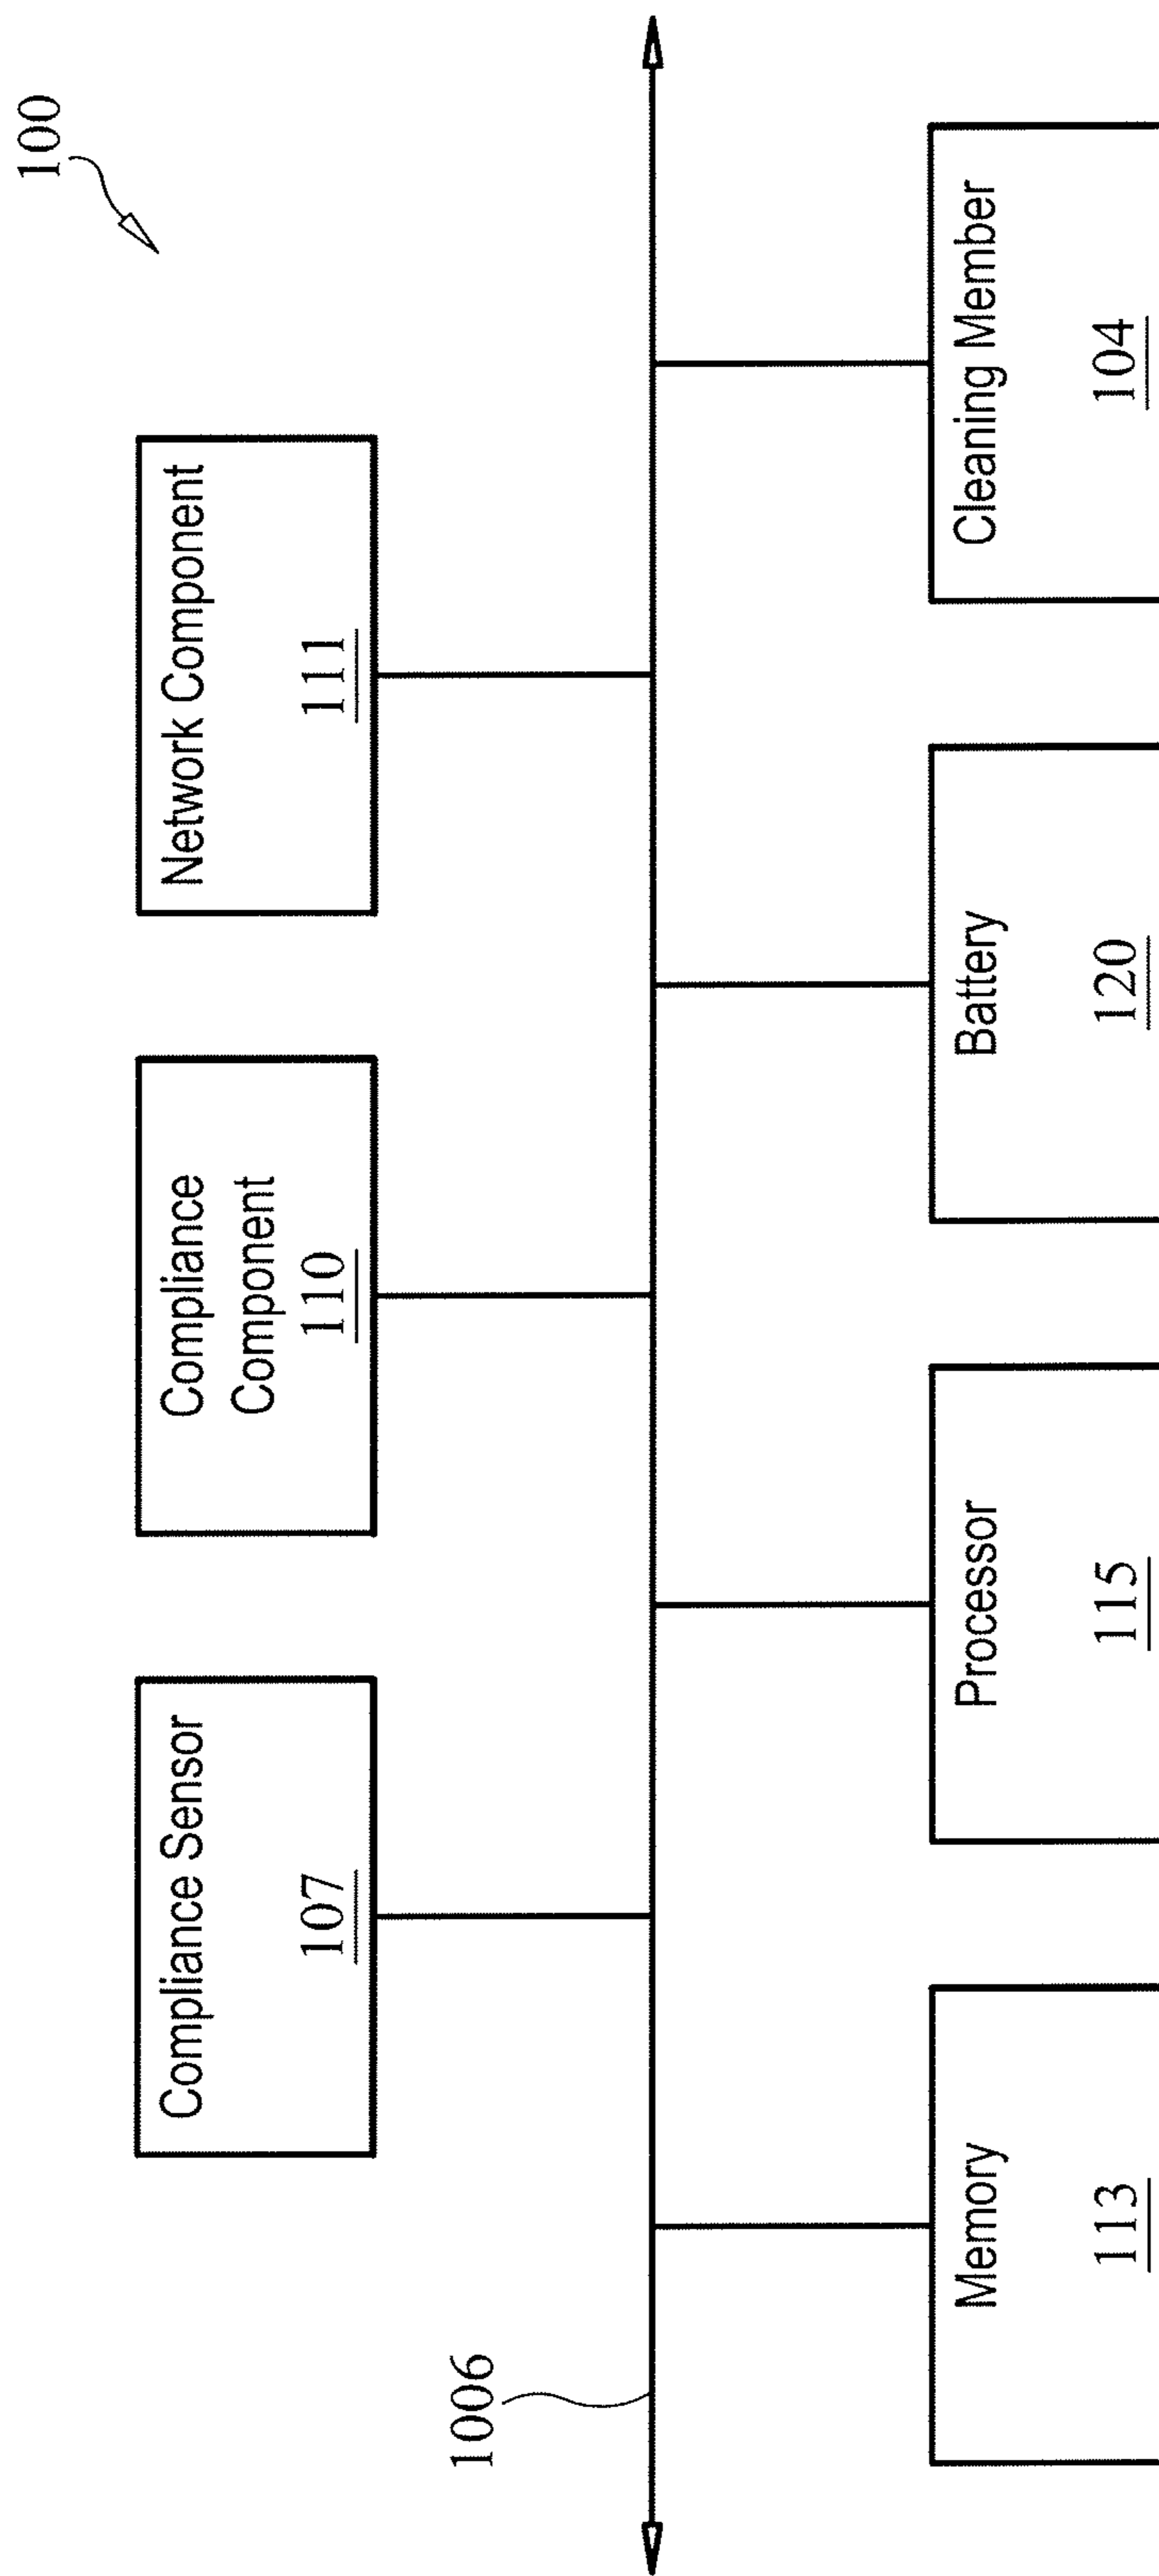 100
Compliance Sensor
107
Compliance
Component
110
Network Component
111
1006
Memory
113
Processor
115
Battery
120
Cleaning Member
104